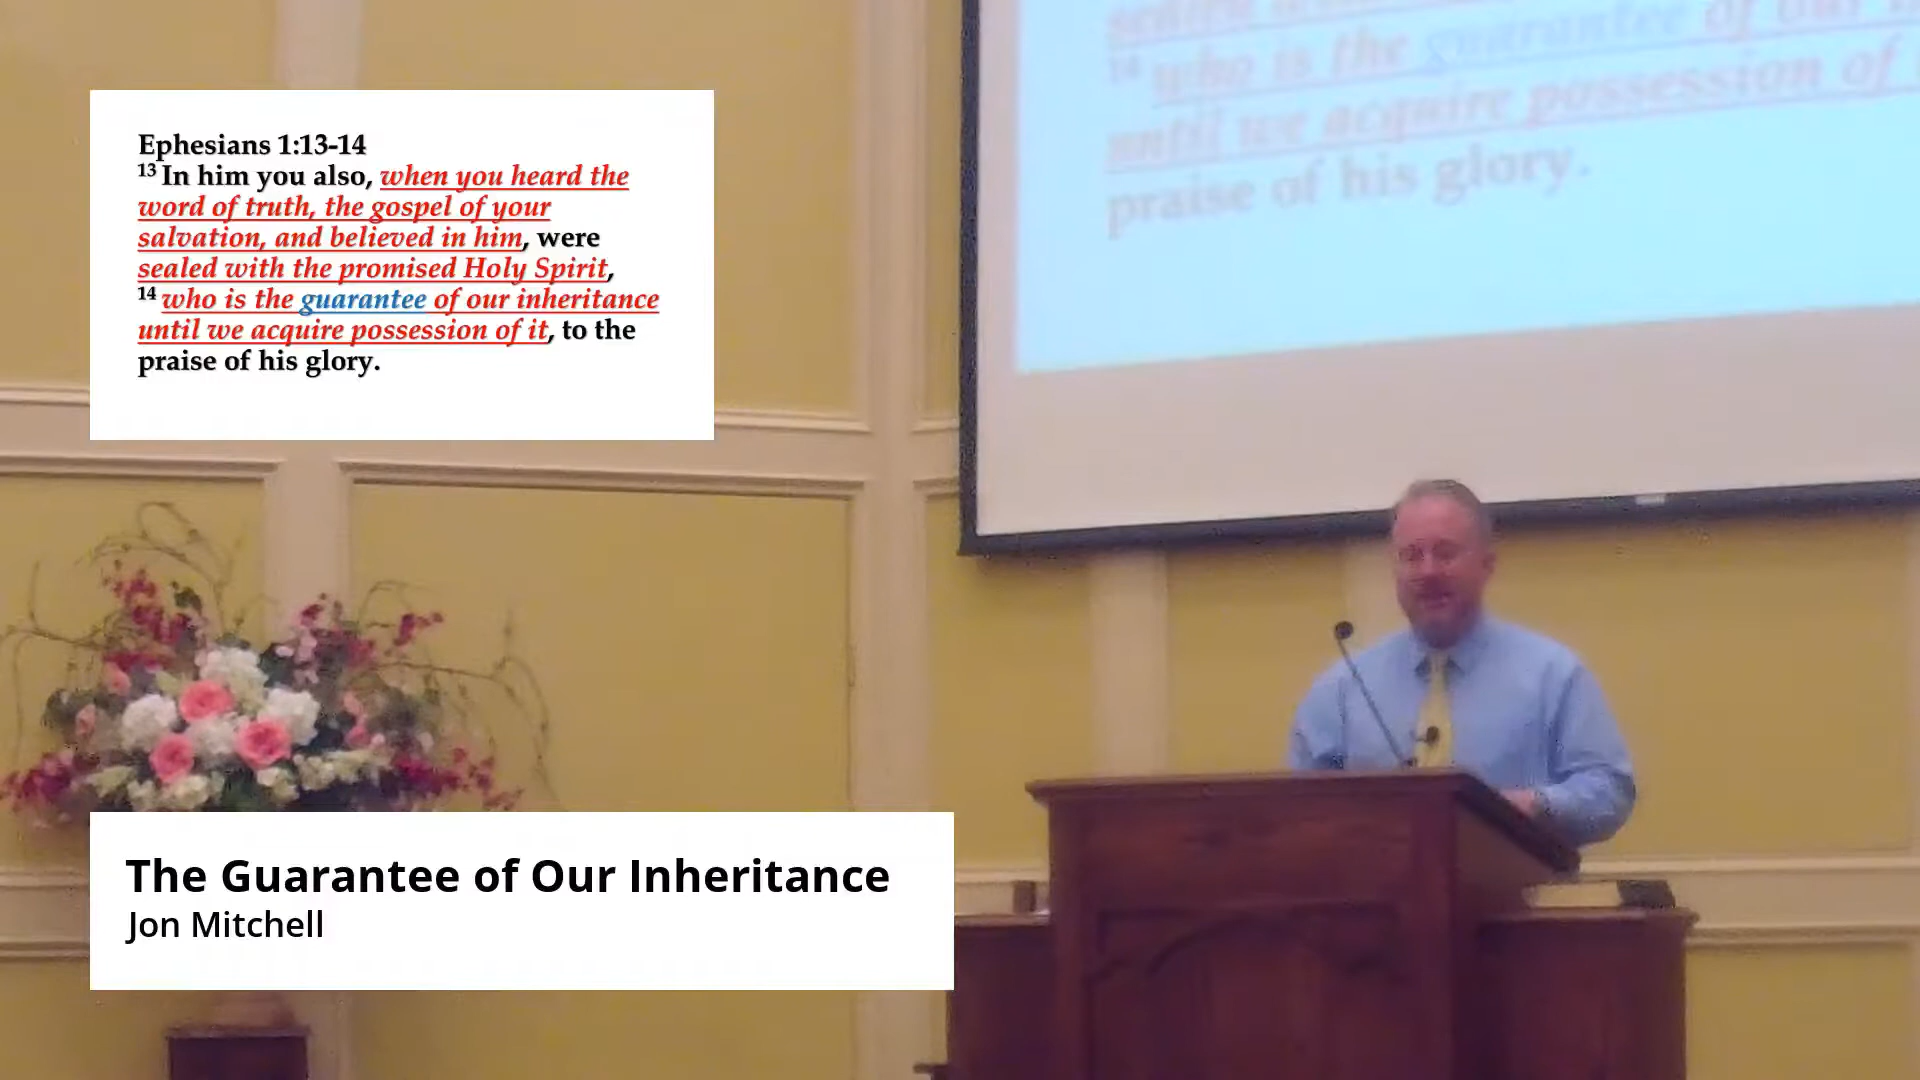 Ephesians 1:13-14
13 In him you also, when you heard the
word of truth, the gospel of your
salvation, and believed in him, were
sealed with the promised Holy Spirit,
14 who is the guarantee of our inheritance
until we acquire possession of it, to the
praise of his glory.
who is the guarantee of our
until we acquire possession of
praise of his glory.
The Guarantee of Our Inheritance
Jon Mitchell